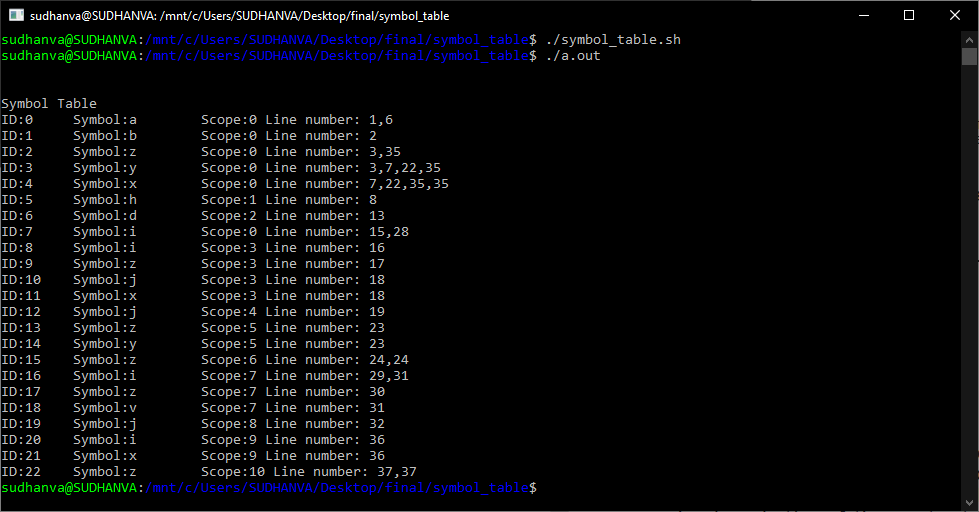 sudhanva@SUDHANVA: /mnt/c/Users/SUDHANVA/Desktop/final/symbol_table
sudhanva@SUDHANVA:/mnt/c/Users/SUDHANVA/Desktop/final/symbol_table$ ./symbol_table.sh
sudhanva@SUDHANVA:/mnt/c/Users/SUDHANVA/Desktop/final/symbol_table$ ./a.out
Symbol Table
ID:0 Symbol:a Scope:0 Line number: 1,6
ID:1 Symbol:b Scope:0 Line number: 2
ID:2 Symbol:z Scope:0 Line number: 3,35
ID:3 Symbol:y Scope:0 Line number: 3,7,22,35
ID:4 Symbol:x Scope:0 Line number: 7,22,35,35
ID:5 Symbol:h Scope:1 Line number: 8
ID:6 Symbol:d Scope:2 Line number: 13
ID:7 Symbol:i Scope:0 Line number: 15,28
ID:8 Symbol:i Scope:3 Line number: 16
ID:9 Symbol:z Scope:3 Line number: 17
ID:10 Symbol:j Scope:3 Line number: 18
ID:11 Symbol:x Scope:3 Line number: 18
ID:12 Symbol:j Scope:4 Line number: 19
ID:13 Symbol:z Scope:5 Line number: 23
ID:14 Symbol:y Scope:5 Line number: 23
ID:15 Symbol:z Scope:6 Line number: 24,24
ID:16 Symbol:i Scope:7 Line number: 29,31
ID:17 Symbol:z Scope:7 Line number: 30
ID:18 Symbol:v Scope:7 Line number: 31
ID:19 Symbol:j Scope:8 Line number: 32
ID:20 Symbol:i Scope:9 Line number: 36
ID:21 Symbol:x Scope:9 Line number: 36
ID:22 Symbol:z Scope:10 Line number: 37,37
sudhanva@SUDHANVA:/mnt/c/Users/SUDHANVA/Desktop/final/symbol_table$